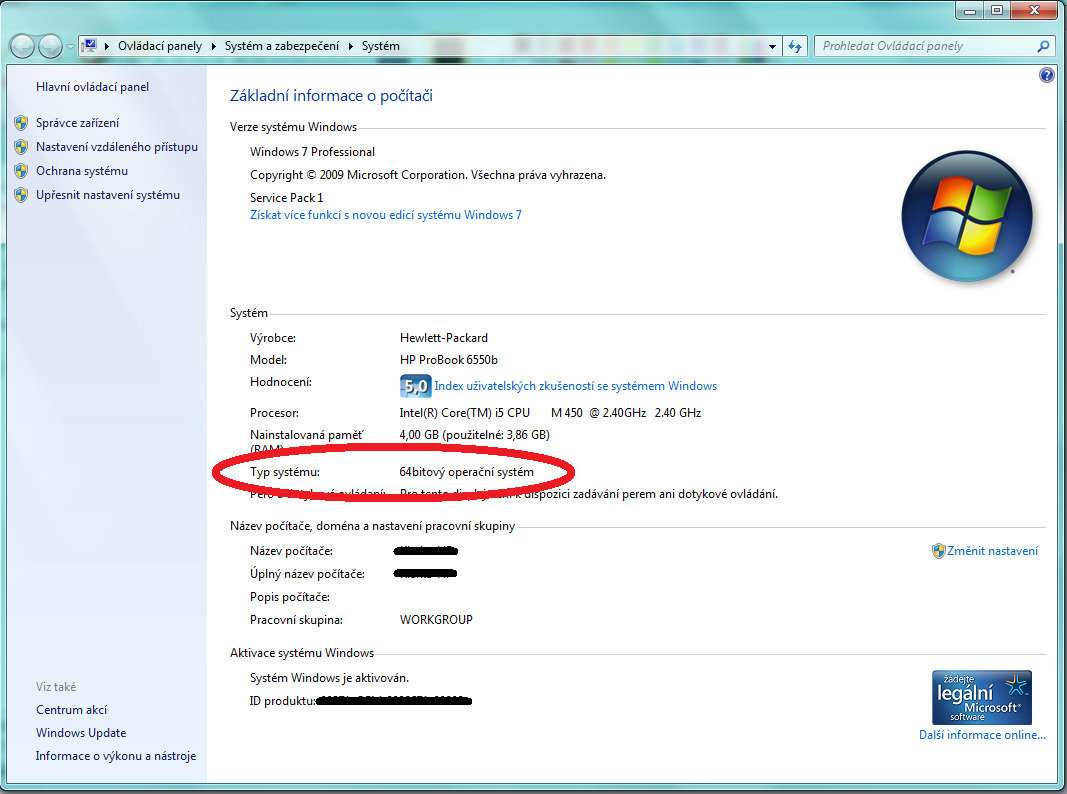 Ovládací panely ▸ Systém a zabezpečení ▸ Systém
Prohledat Ovládací panely
Hlavní ovládací panel
Správce zařízení
Nastavení vzdáleného přístupu
Ochrana systému
Upřesnit nastavení systému
Viz také
Centrum akcí
Windows Update
Informace o výkonu a nástroje
Základní informace o počítači
Verze systému Windows
Windows 7 Professional
Copyright © 2009 Microsoft Corporation. Všechna práva vyhrazena.
Service Pack 1
Získat více funkcí s novou edicí systému Windows 7
Systém
Výrobce: Hewlett-Packard
Model: HP ProBook 6550b
Hodnocení: 5,0 Index uživatelských zkušeností se systémem Windows
Procesor: Intel(R) Core(TM) i5 CPU M 450 @ 2.40GHz 2.40 GHz
Nainstalovaná paměť 4,00 GB (použitelné: 3,86 GB)
(RAM)
Typ systému: 64bitový operační systém
Pero a dotykové ovládání: Pro tento displej není k dispozici zadávání perem ani dotykové ovládání.
Název počítače, doména a nastavení pracovní skupiny
Název počítače:
Změnit nastavení
Úplný název počítače:
Popis počítače:
Pracovní skupina: WORKGROUP
Aktivace systému Windows
Systém Windows je aktivován.
ID produktu:
žádejte
legální
Microsoft®
software
Další informace online...